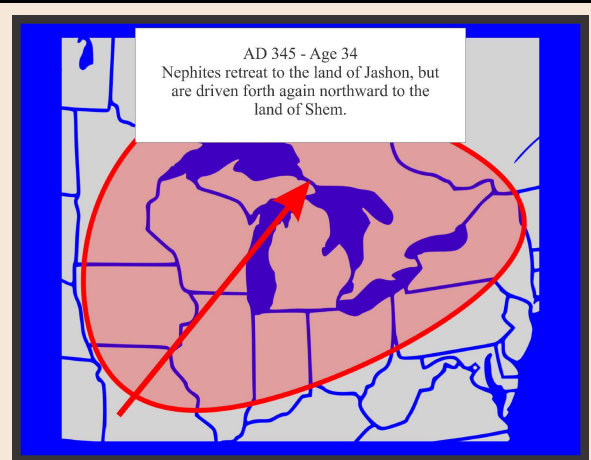 AD 345 - Age 34
Nephites retreat to the land of Jashon, but
are driven forth again northward to the
land of Shem.